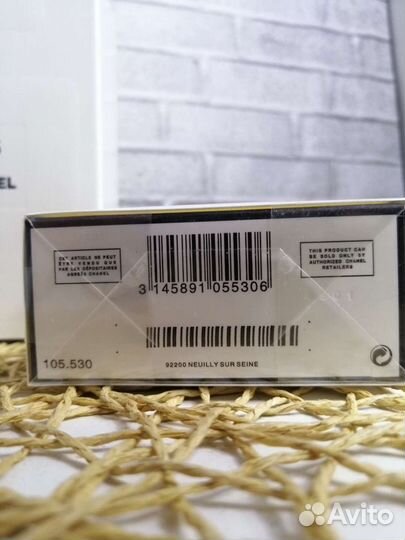 S
EL
CET ARTICLE NE PEUT
ÊTRE VENDU QUE
PAR LES DÉPOSITAIRES
AGRÉÉS CHANEL
THIS PRODUCT CAN
BE SOLD ONLY BY
AUTHORIZED CHANEL
RETAILERS
3 145891 055306
105.530
92200 NEUILLY SUR SEINE
Avito